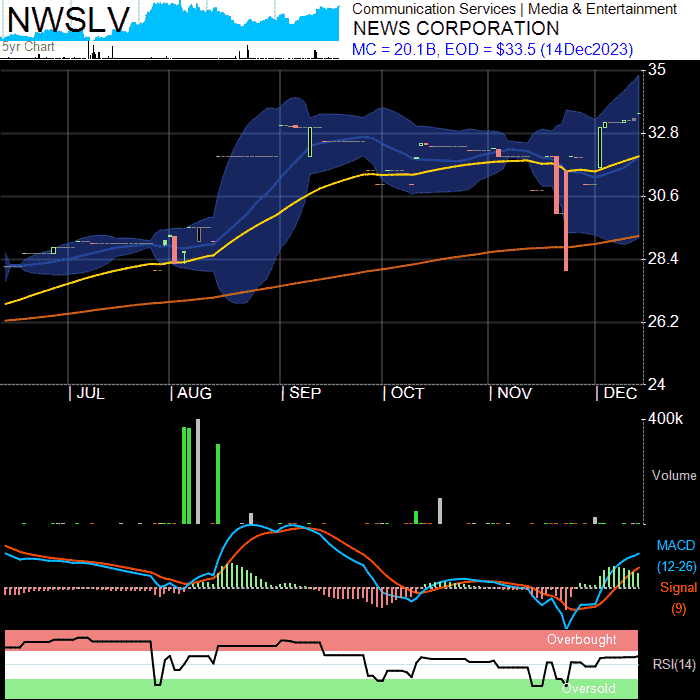 NWSLV
5yr Chart
Communication Services | Media & Entertainment
NEWS CORPORATION
MC = 20.1B, EOD = $33.5 (14Dec2023)
35
32.8
30.6
28.4
26.2
24
JUL
AUG
SEP
OCT
NOV
DEC
400k
Volume
MACD
(12-26)
Signal
(9)
Overbought
RSI(14)
Oversold